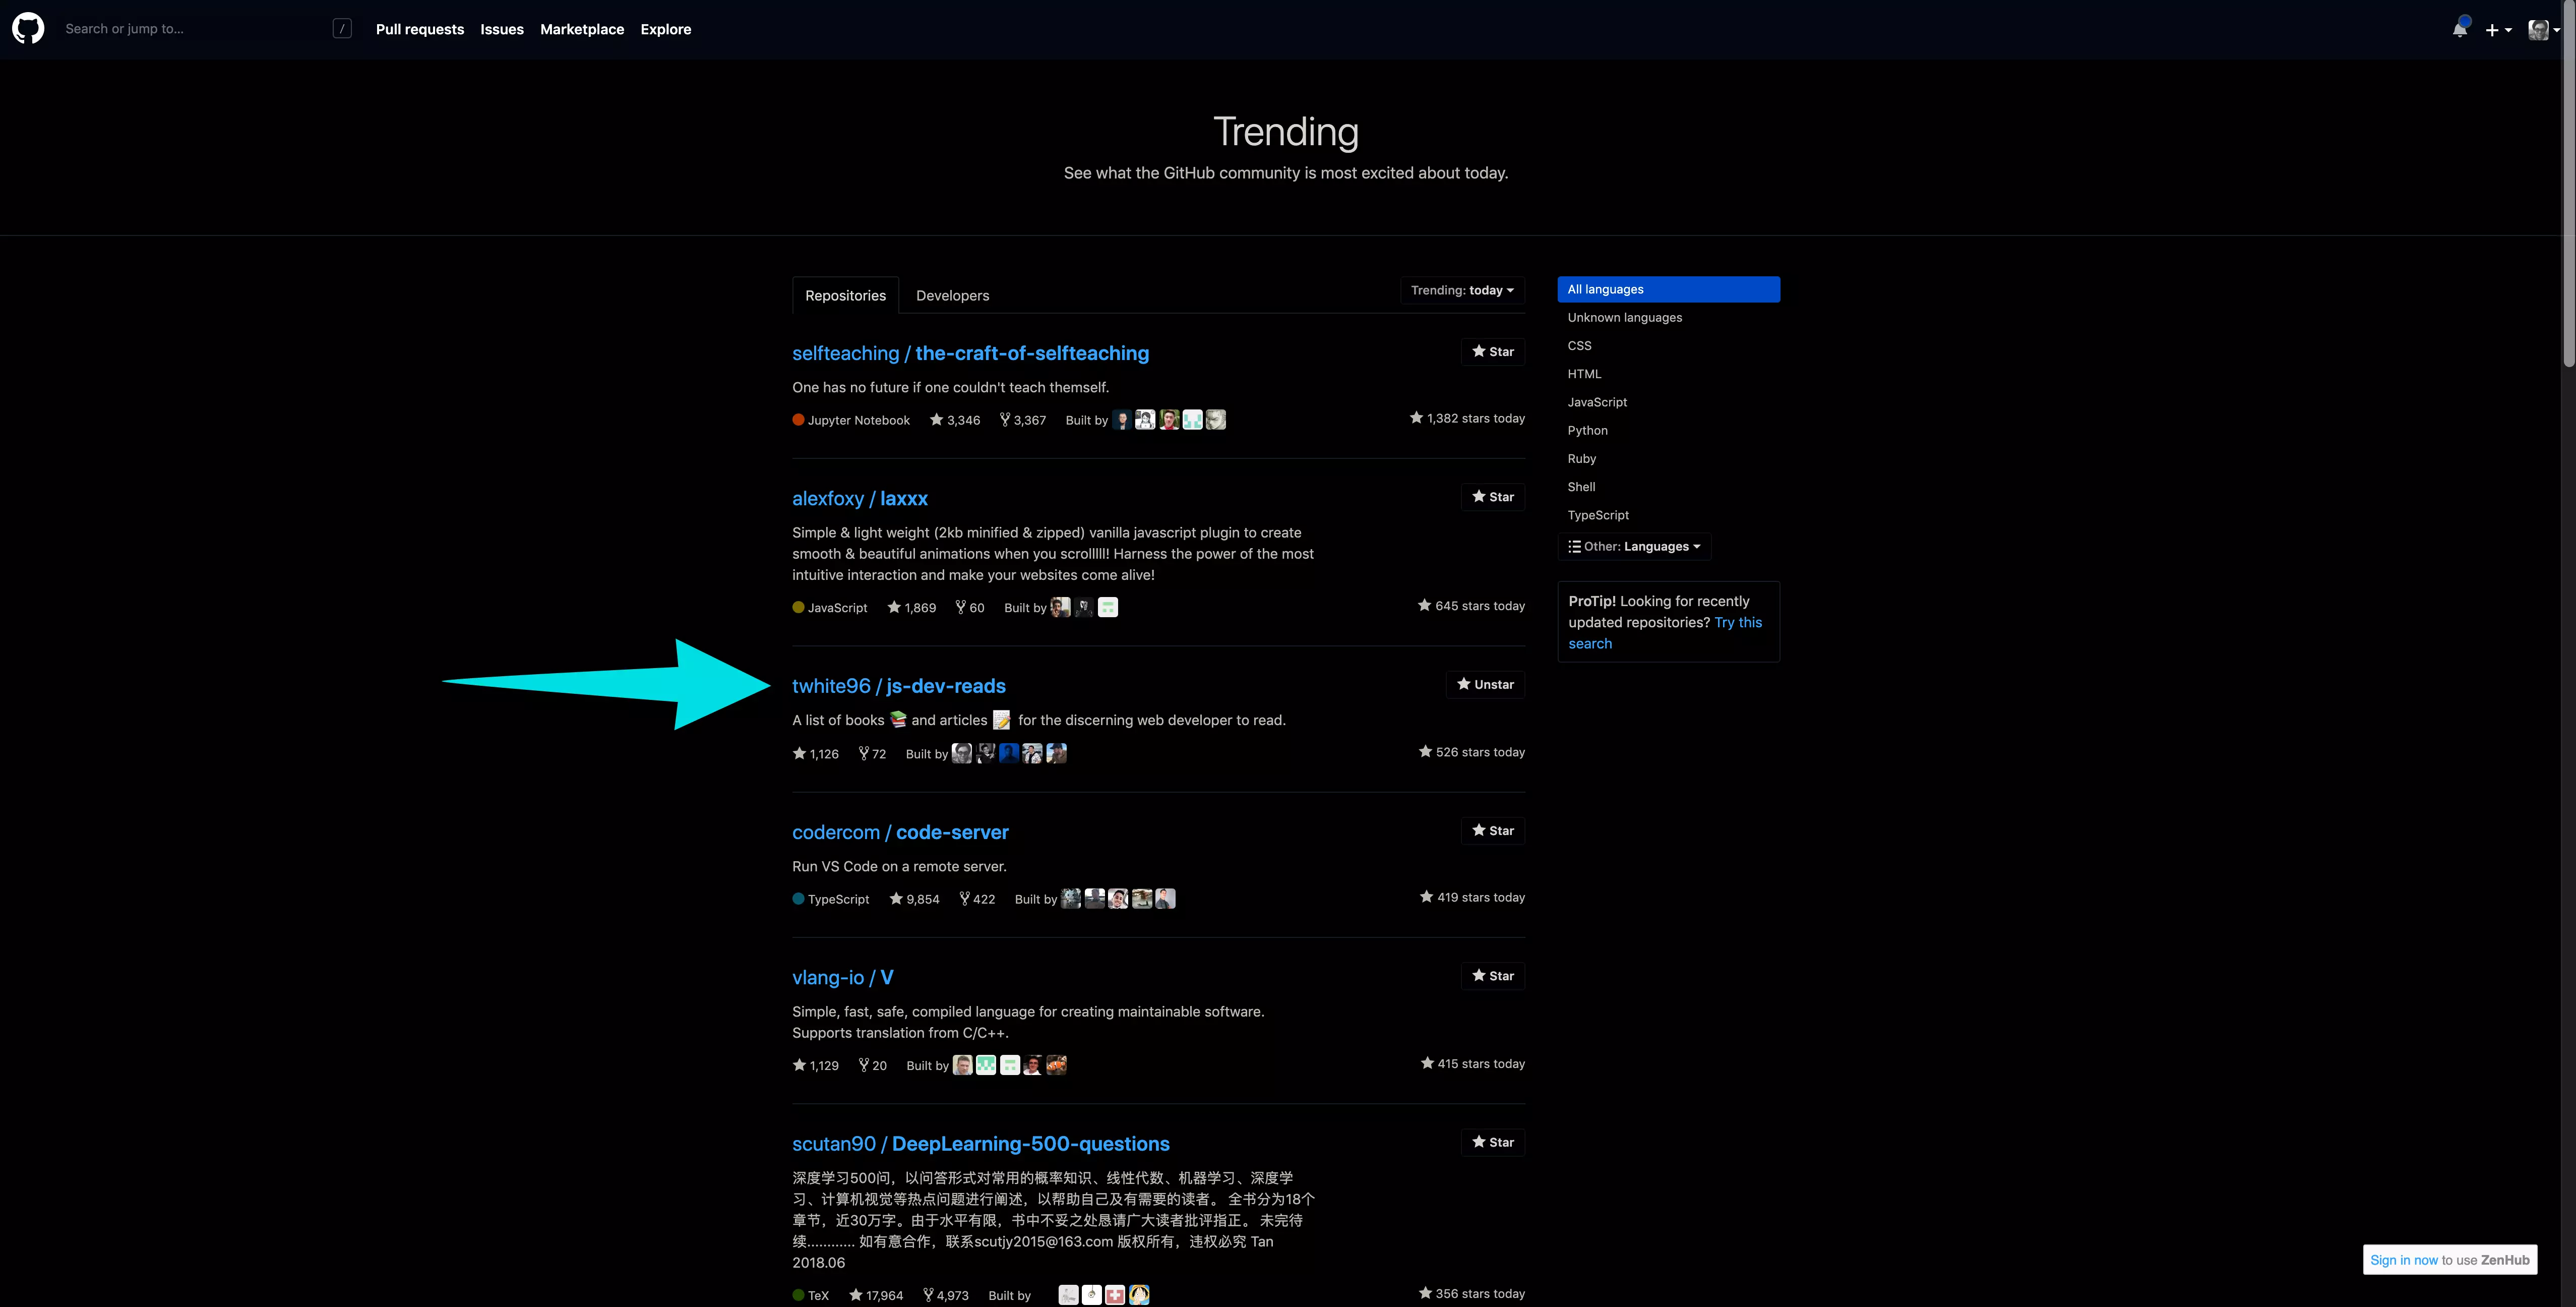 Search or jump to...
/
Pull requests
Issues
Marketplace
Explore
Trending
See what the GitHub community is most excited about today.
Repositories
Developers
Trending: today
selfteaching / the-craft-of-selfteaching
Star
One has no future if one couldn't teach themself.
Jupyter Notebook 3,346 3,367 Built by
1,382 stars today
alexfoxy / laxxx
Star
Simple & light weight (2kb minified & zipped) vanilla javascript plugin to create
smooth & beautiful animations when you scrolllll! Harness the power of the most
intuitive interaction and make your websites come alive!
JavaScript 1,869 60 Built by
645 stars today
twhite96 / js-dev-reads
Unstar
A list of books 📚 and articles 📝 for the discerning web developer to read.
1,126 72 Built by
526 stars today
codercom / code-server
Star
Run VS Code on a remote server.
TypeScript 9,854 422 Built by
419 stars today
vlang-io / V
Star
Simple, fast, safe, compiled language for creating maintainable software.
Supports translation from C/C++.
1,129 20 Built by
415 stars today
scutan90 / DeepLearning-500-questions
Star
深度学习500问，以问答形式对常用的概率知识、线性代数、机器学习、深度学
习、计算机视觉等热点问题进行阐述，以帮助自己及有需要的读者。 全书分为18个
章节，近30万字。由于水平有限，书中不妥之处恳请广大读者批评指正。 未完待
续............ 如有意合作，联系scutjy2015@163.com 版权所有，违权必究 Tan
2018.06
TeX 17,964 4,973 Built by
356 stars today
All languages
Unknown languages
CSS
HTML
JavaScript
Python
Ruby
Shell
TypeScript
Other: Languages
ProTip! Looking for recently
updated repositories? Try this
search
Sign in now to use ZenHub